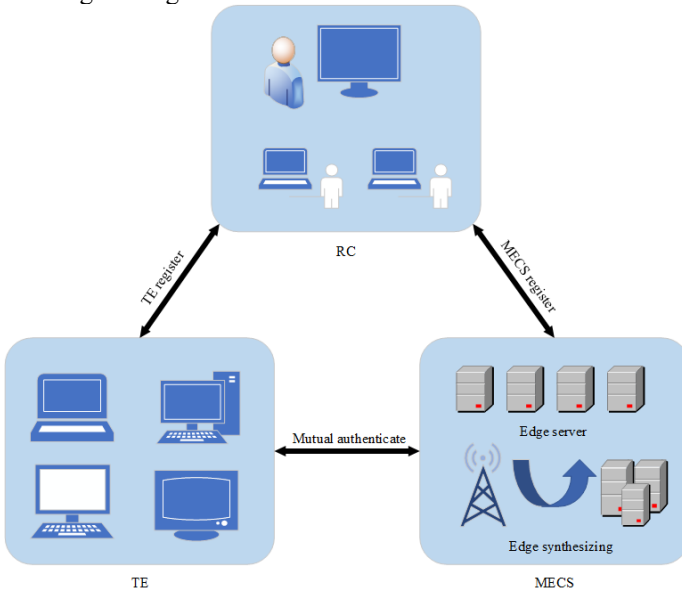 RC
TE register
MECS register
Mutual authenticate
Edge server
Edge synthesizing
TE
MECS